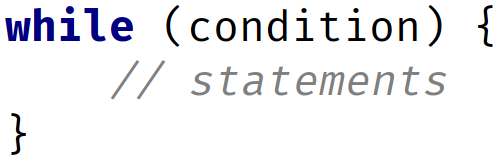 while (condition) {
    // statements
}